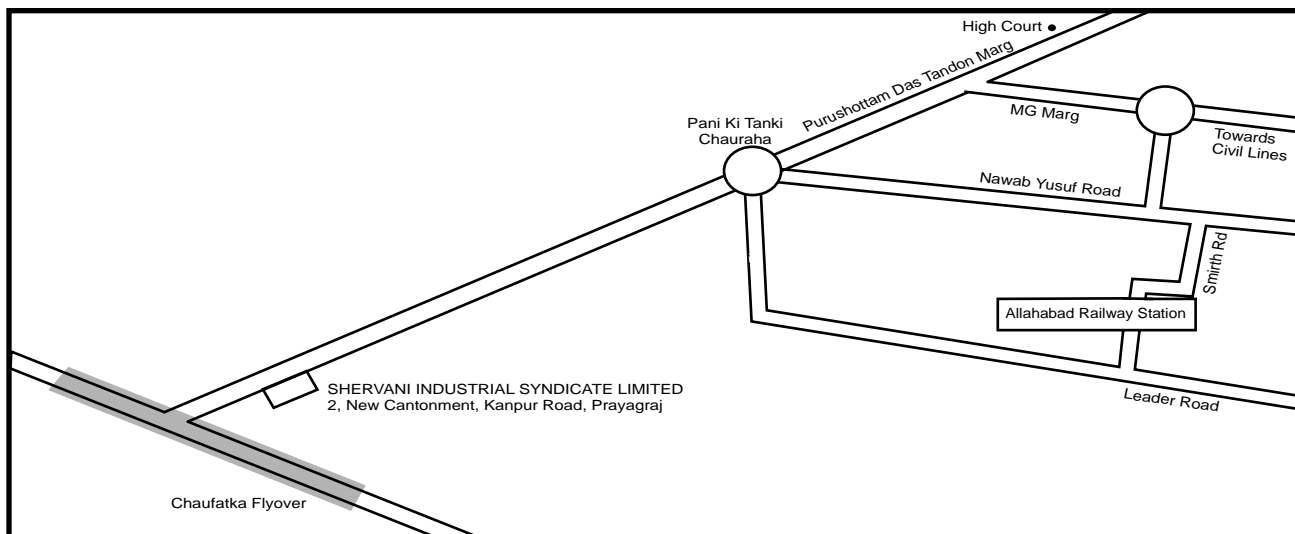 High Court
Purushottam Das Tandon Marg
MG Marg
Pani Ki Tanki
Chauraha
Towards
Civil Lines
Nawab Yusuf Road
Smirth Rd
Allahabad Railway Station
SHERVANI INDUSTRIAL SYNDICATE LIMITED
2, New Cantonment, Kanpur Road, Prayagraj
Leader Road
Chaufatka Flyover